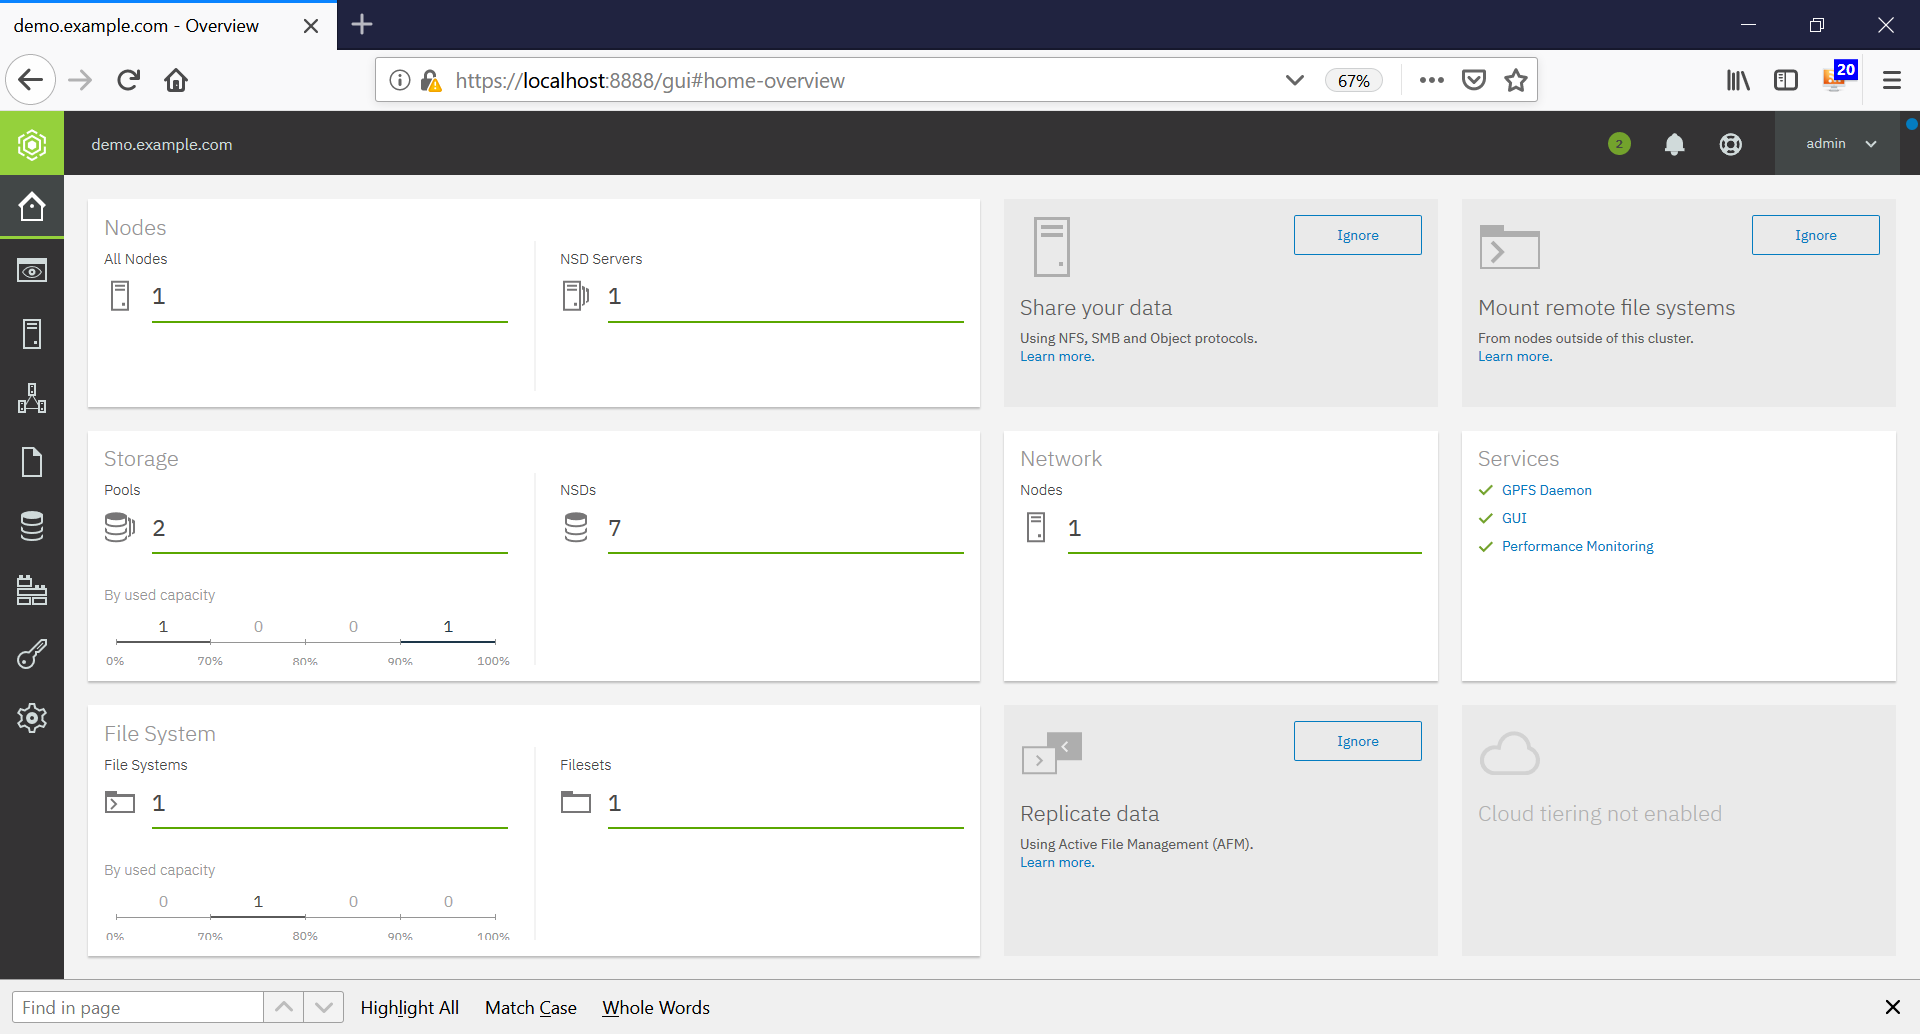 demo.example.com - Overview
https://localhost:8888/gui#home-overview
67%
20
demo.example.com
2
admin
Nodes
All Nodes
1
NSD Servers
1
Ignore
Share your data
Using NFS, SMB and Object protocols.
Learn more.
Ignore
Mount remote file systems
From nodes outside of this cluster.
Learn more.
Storage
Pools
2
By used capacity
1 0 0 1
0% 70% 80% 90% 100%
NSDs
7
Network
Nodes
1
Services
GPFS Daemon
GUI
Performance Monitoring
File System
File Systems
1
By used capacity
0 1 0 0
0% 70% 80% 90% 100%
Filesets
1
Ignore
Replicate data
Using Active File Management (AFM).
Learn more.
Cloud tiering not enabled
Find in page
Highlight All
Match Case
Whole Words